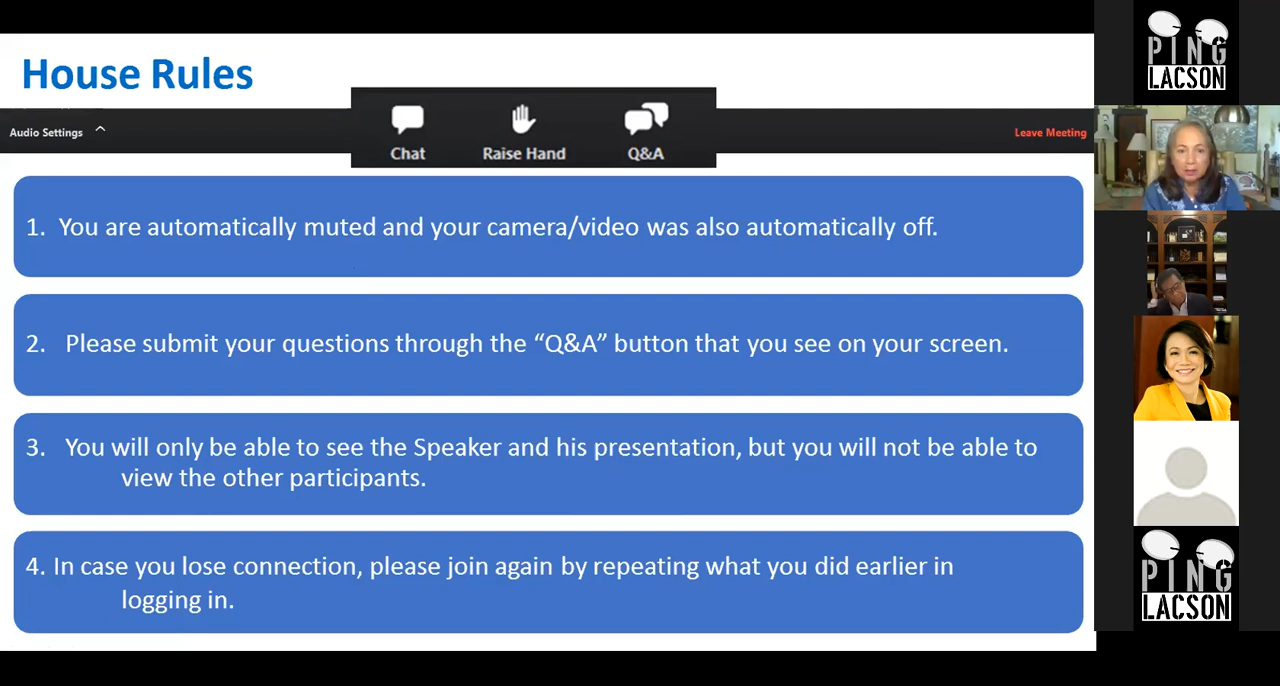 House Rules
Audio Settings
Chat
Raise Hand
Q&A
Leave Meeting
1. You are automatically muted and your camera/video was also automatically off.
2. Please submit your questions through the “Q&A” button that you see on your screen.
3. You will only be able to see the Speaker and his presentation, but you will not be able to
view the other participants.
4. In case you lose connection, please join again by repeating what you did earlier in
logging in.
PING
LACSON
PING
LACSON